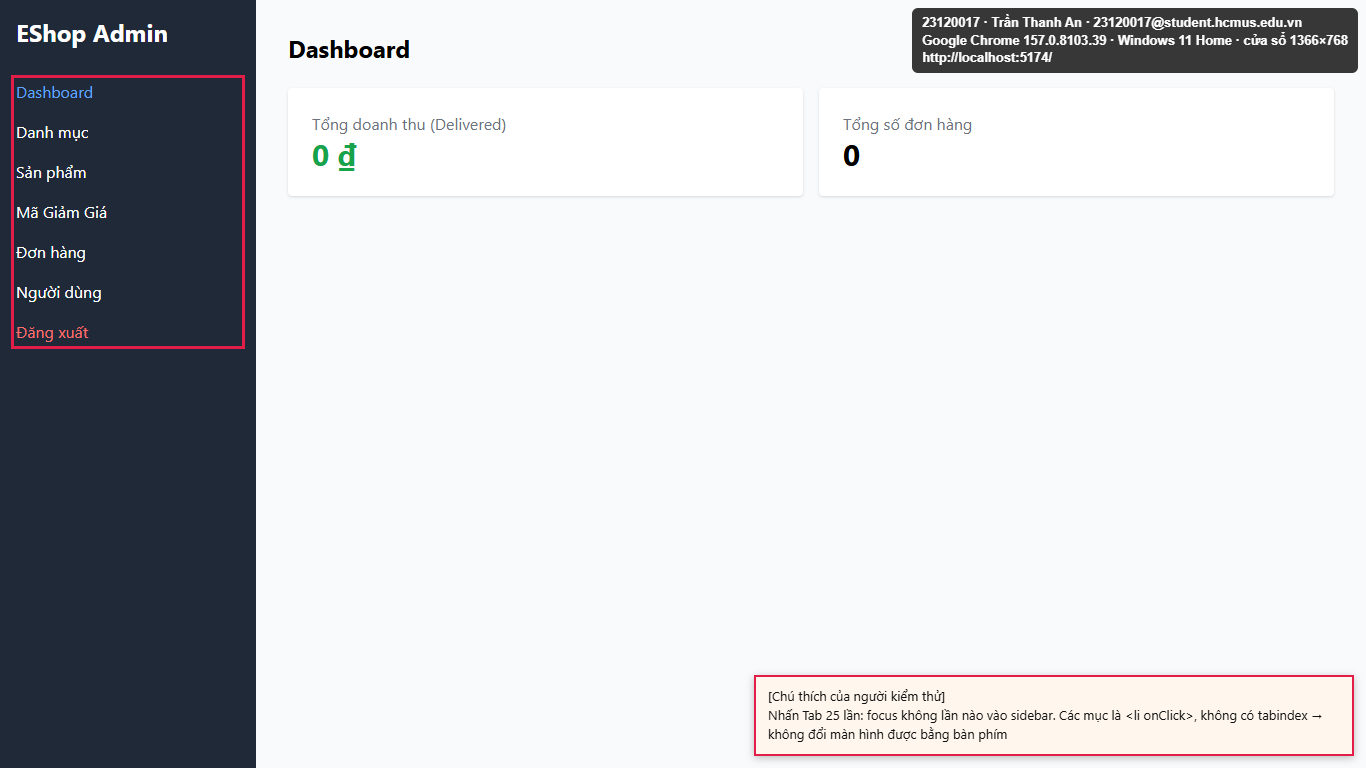 EShop Admin
Dashboard
Danh mục
Sản phẩm
Mã Giảm Giá
Đơn hàng
Người dùng
Đăng xuất
Dashboard
23120017 · Trần Thanh An · 23120017@student.hcmus.edu.vn
Google Chrome 157.0.8103.39 · Windows 11 Home · cửa sổ 1366×768
http://localhost:5174/
Tổng doanh thu (Delivered)
0 ₫
Tổng số đơn hàng
0
[Chú thích của người kiểm thử]
Nhấn Tab 25 lần: focus không lần nào vào sidebar. Các mục là <li onClick>, không có tabindex →
không đổi màn hình được bằng bàn phím